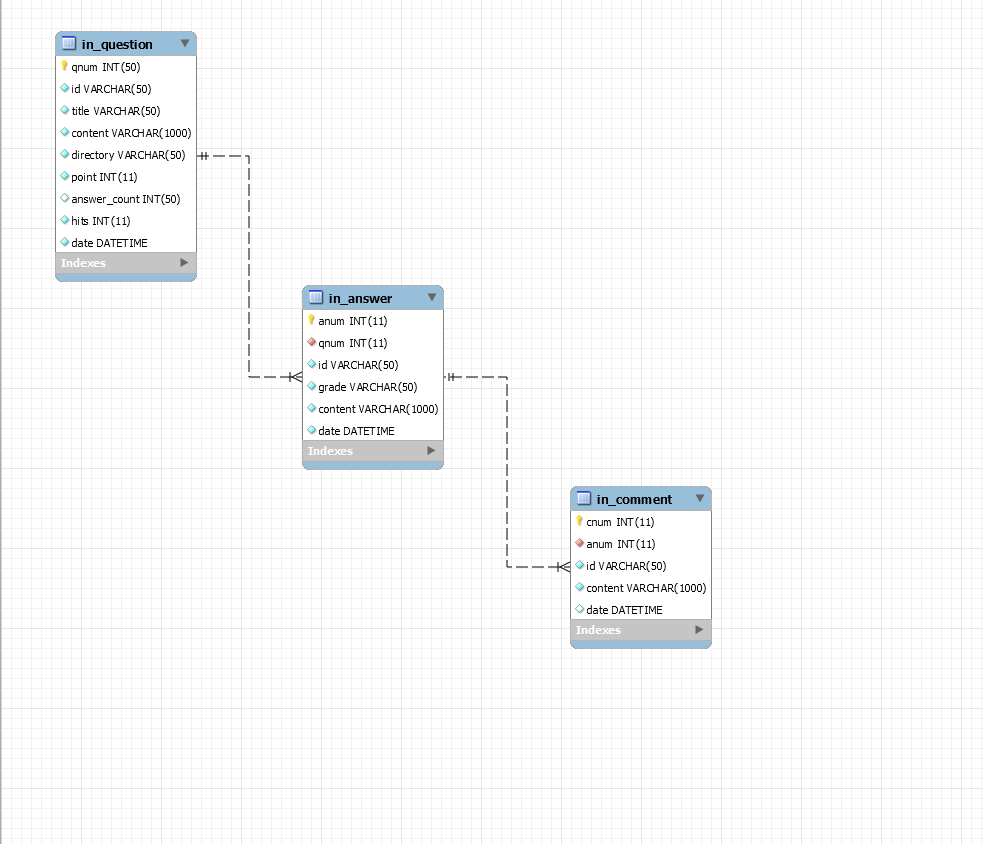 in_question
qnum INT(50)
id VARCHAR(50)
title VARCHAR(50)
content VARCHAR(1000)
directory VARCHAR(50)
point INT(11)
answer_count INT(50)
hits INT(11)
date DATETIME
Indexes
in_answer
anum INT(11)
qnum INT(11)
id VARCHAR(50)
grade VARCHAR(50)
content VARCHAR(1000)
date DATETIME
Indexes
in_comment
cnum INT(11)
anum INT(11)
id VARCHAR(50)
content VARCHAR(1000)
date DATETIME
Indexes